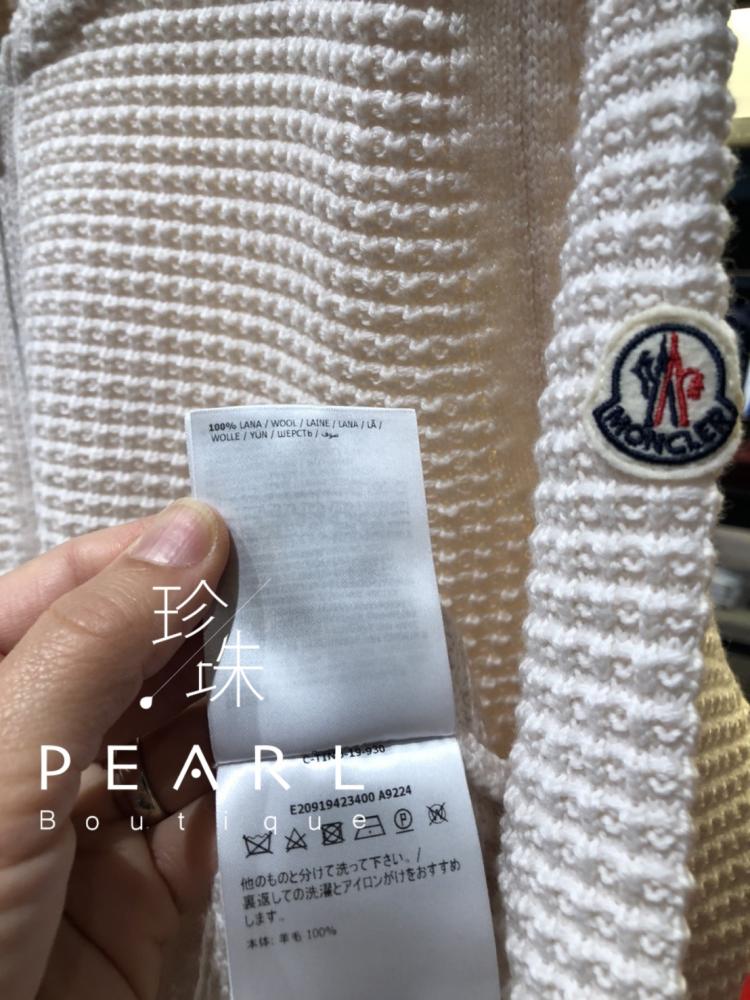 MONCLER
100% LANA / WOOL / LAINE / LANA / LÃ /
WOLLE / YÜN / ШЕРСТЬ / صوف
珍
珠
PEARL
Boutique
19-930
E20919423400 A9224
P
W
他のものと分けて洗って下さい。/
裏返しての洗濯とアイロンがけをおすすめ
します。
本体: 羊毛 100%